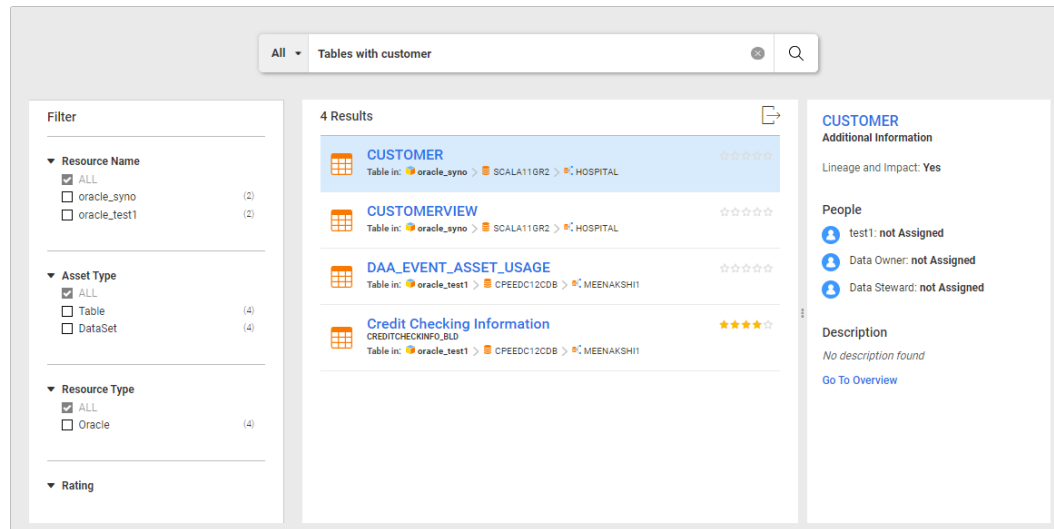 All
Tables with customer
Filter
Resource Name
ALL
oracle_syno (2)
oracle_test1 (2)
Asset Type
ALL
Table (4)
DataSet (4)
Resource Type
ALL
Oracle (4)
Rating
4 Results
CUSTOMER
Table in: oracle_syno > SCALA11GR2 > HOSPITAL
CUSTOMERVIEW
Table in: oracle_syno > SCALA11GR2 > HOSPITAL
DAA_EVENT_ASSET_USAGE
Table in: oracle_test1 > CPEEDC12CDB > MEENAKSHI1
Credit Checking Information
CREDITCHECKINFO_BLD
Table in: oracle_test1 > CPEEDC12CDB > MEENAKSHI1
CUSTOMER
Additional Information
Lineage and Impact: Yes
People
test1: not Assigned
Data Owner: not Assigned
Data Steward: not Assigned
Description
No description found
Go To Overview